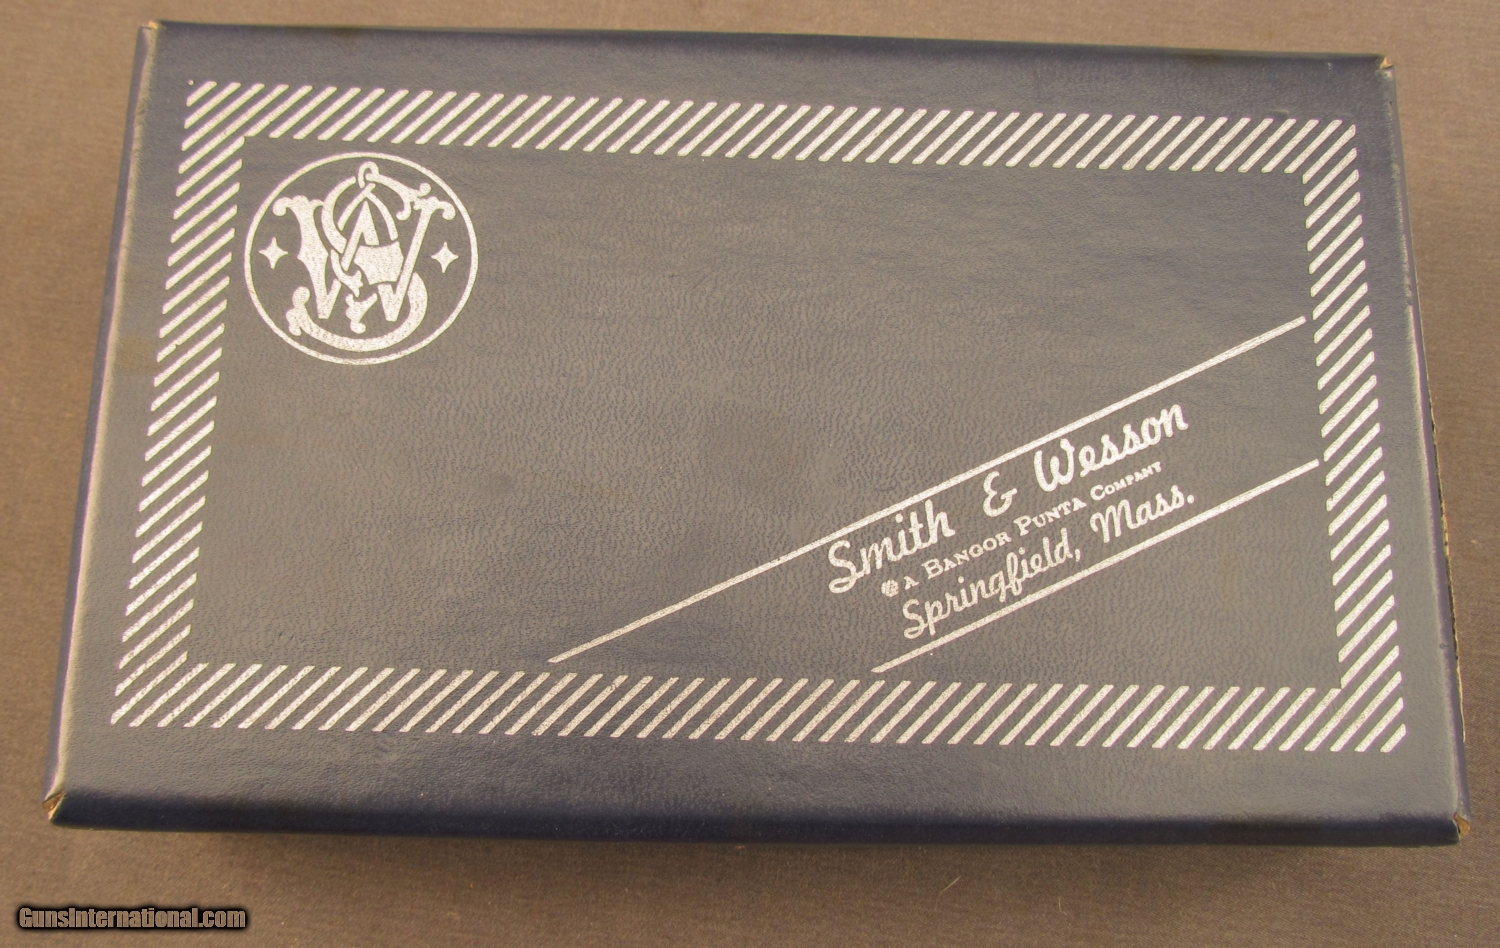 Smith & Wesson
A BANGOR PUNTA COMPANY
Springfield, Mass.
GunsInternational.com